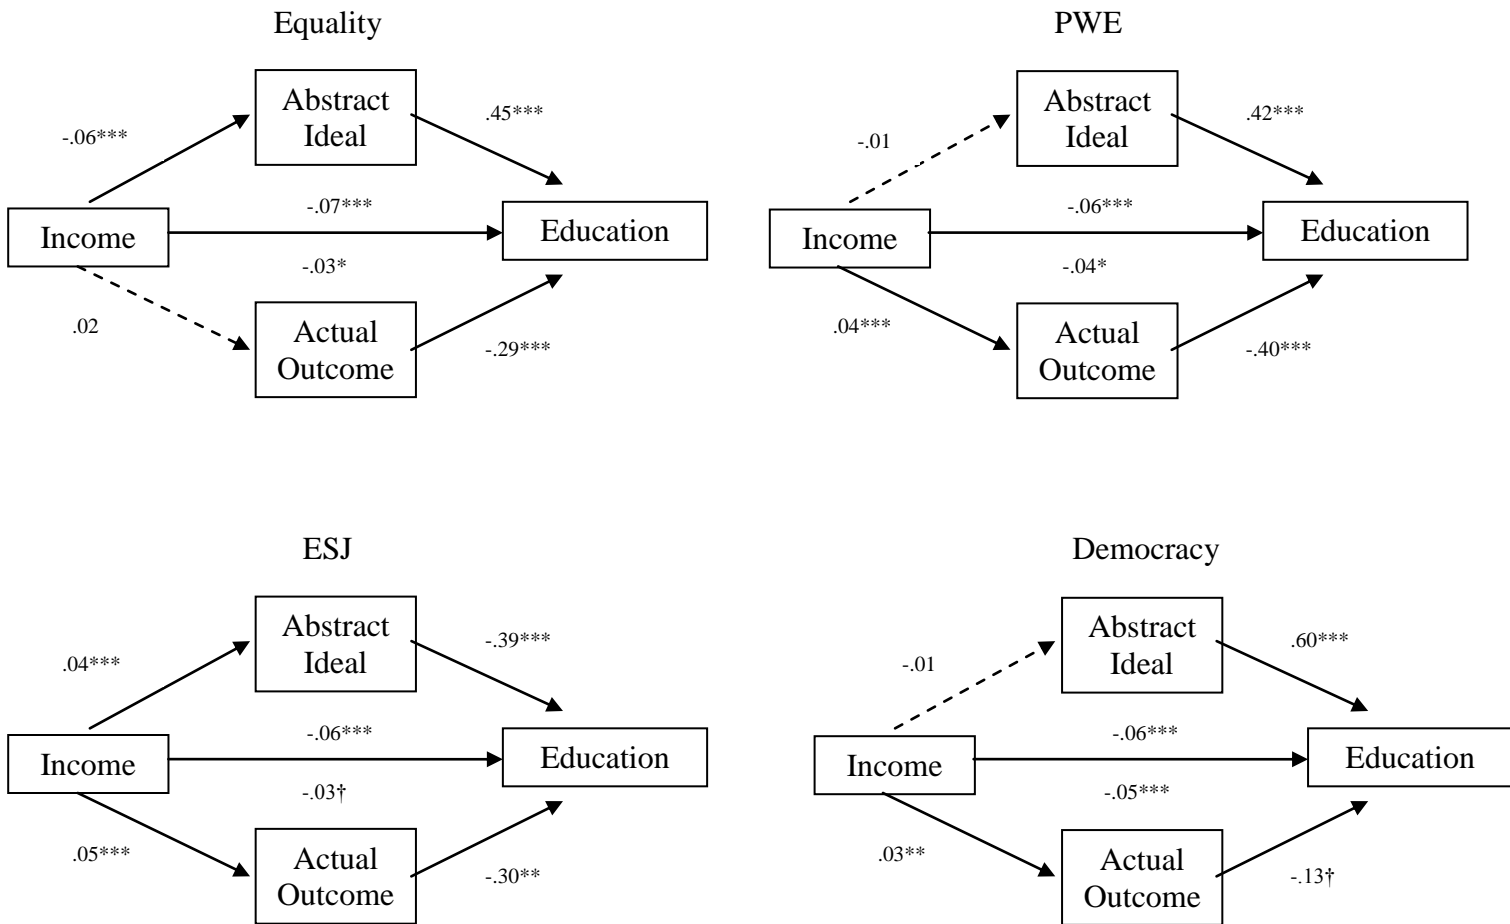 Equality
Abstract
Ideal
-.06***
.45***
-.07***
Income
Education
-.03*
.02
Actual
Outcome
-.29***
PWE
Abstract
Ideal
-.01
.42***
-.06***
Income
Education
-.04*
.04***
Actual
Outcome
-.40***
ESJ
Abstract
Ideal
.04***
-.39***
-.06***
Income
Education
-.03†
.05***
Actual
Outcome
-.30**
Democracy
Abstract
Ideal
-.01
.60***
-.06***
Income
Education
-.05***
.03**
Actual
Outcome
-.13†